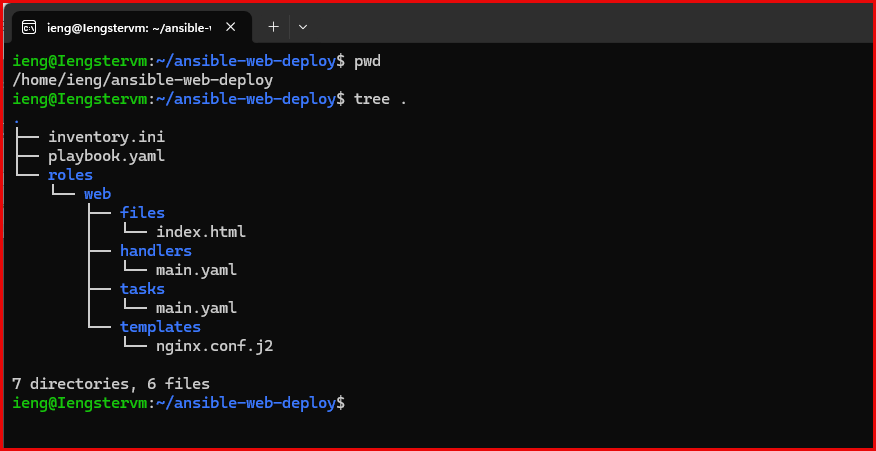 ieng@Iengstervm: ~/ansible-w
ieng@Iengstervm:~/ansible-web-deploy$ pwd
/home/ieng/ansible-web-deploy
ieng@Iengstervm:~/ansible-web-deploy$ tree .
.
├── inventory.ini
├── playbook.yaml
└── roles
    └── web
        ├── files
        │   └── index.html
        ├── handlers
        │   └── main.yaml
        ├── tasks
        │   └── main.yaml
        └── templates
            └── nginx.conf.j2
7 directories, 6 files
ieng@Iengstervm:~/ansible-web-deploy$